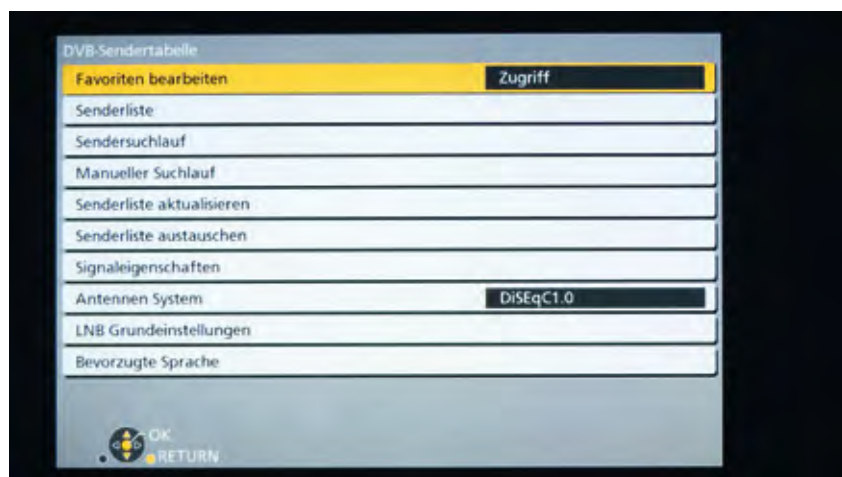 DVB-Sendertabelle
Favoriten bearbeiten Zugriff
Senderliste
Sendersuchlauf
Manueller Suchlauf
Senderliste aktualisieren
Senderliste austauschen
Signaleigenschaften
Antennen System DiSEqC1.0
LNB Grundeinstellungen
Bevorzugte Sprache
OK
RETURN